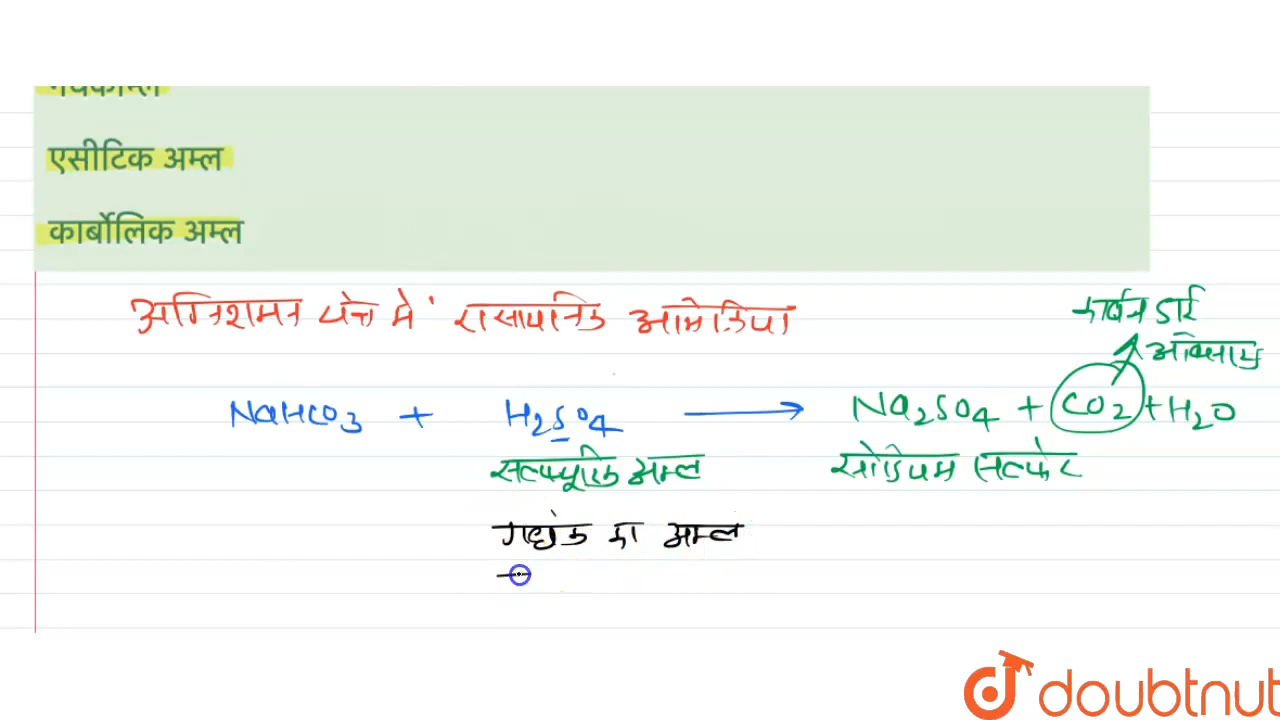 एसीटिक अम्ल
कार्बोलिक अम्ल
अग्निशमन यंत्र में रासायनिक अभिक्रिया
कार्बन डाई
ऑक्साइड
NaHCO3 + H2SO4 → Na2SO4 + CO2 + H2O
सल्फ्यूरिक अम्ल सोडियम सल्फेट
गंधक का अम्ल
doubtnut